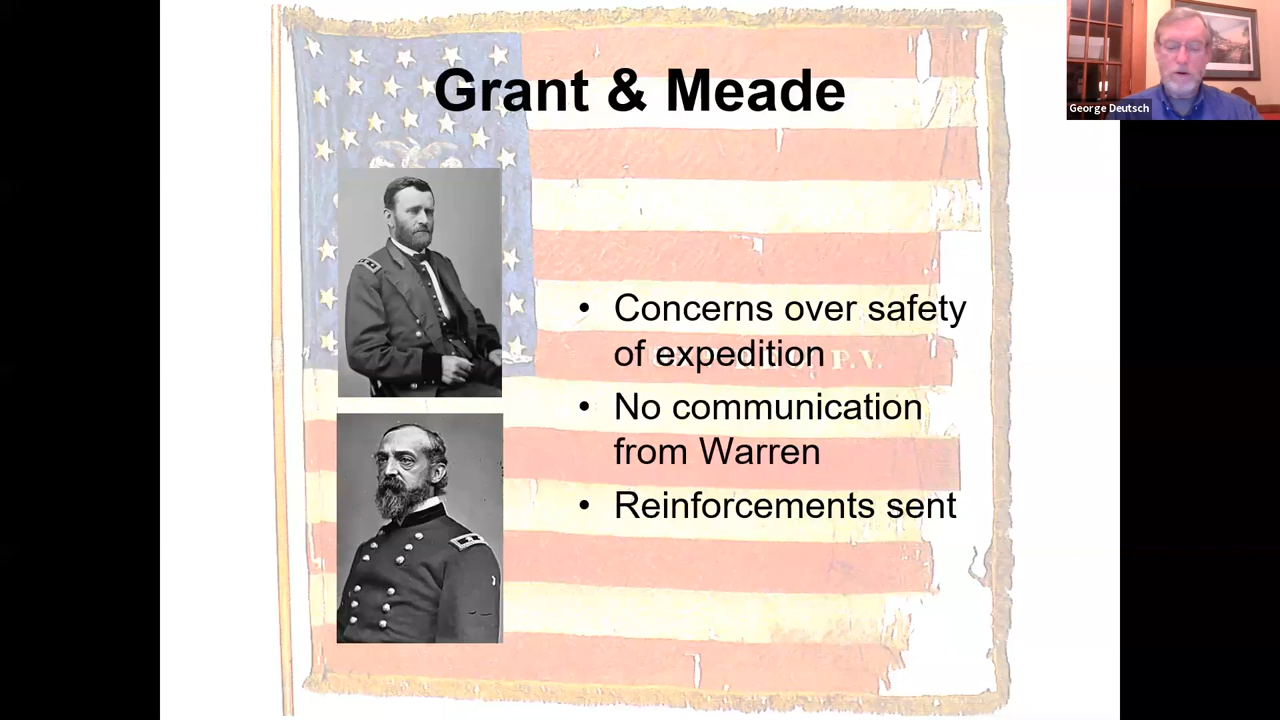 Grant & Meade
George Deutsch
• Concerns over safety
of expedition
P.V.
• No communication
from Warren
• Reinforcements sent